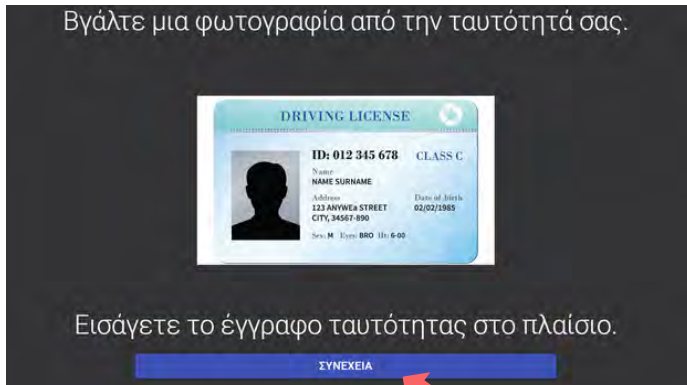 Βγάλτε μια φωτογραφία από την ταυτότητά σας.
DRIVING LICENSE
ID: 012 345 678 CLASS C
Name
NAME SURNAME
Address Date of birth
123 ANYWEa STREET 02/02/1985
CITY, 34567-890
Sex: M Eyes: BRO Ht: 6-00
Εισάγετε το έγγραφο ταυτότητας στο πλαίσιο.
ΣΥΝΕΧΕΙΑ